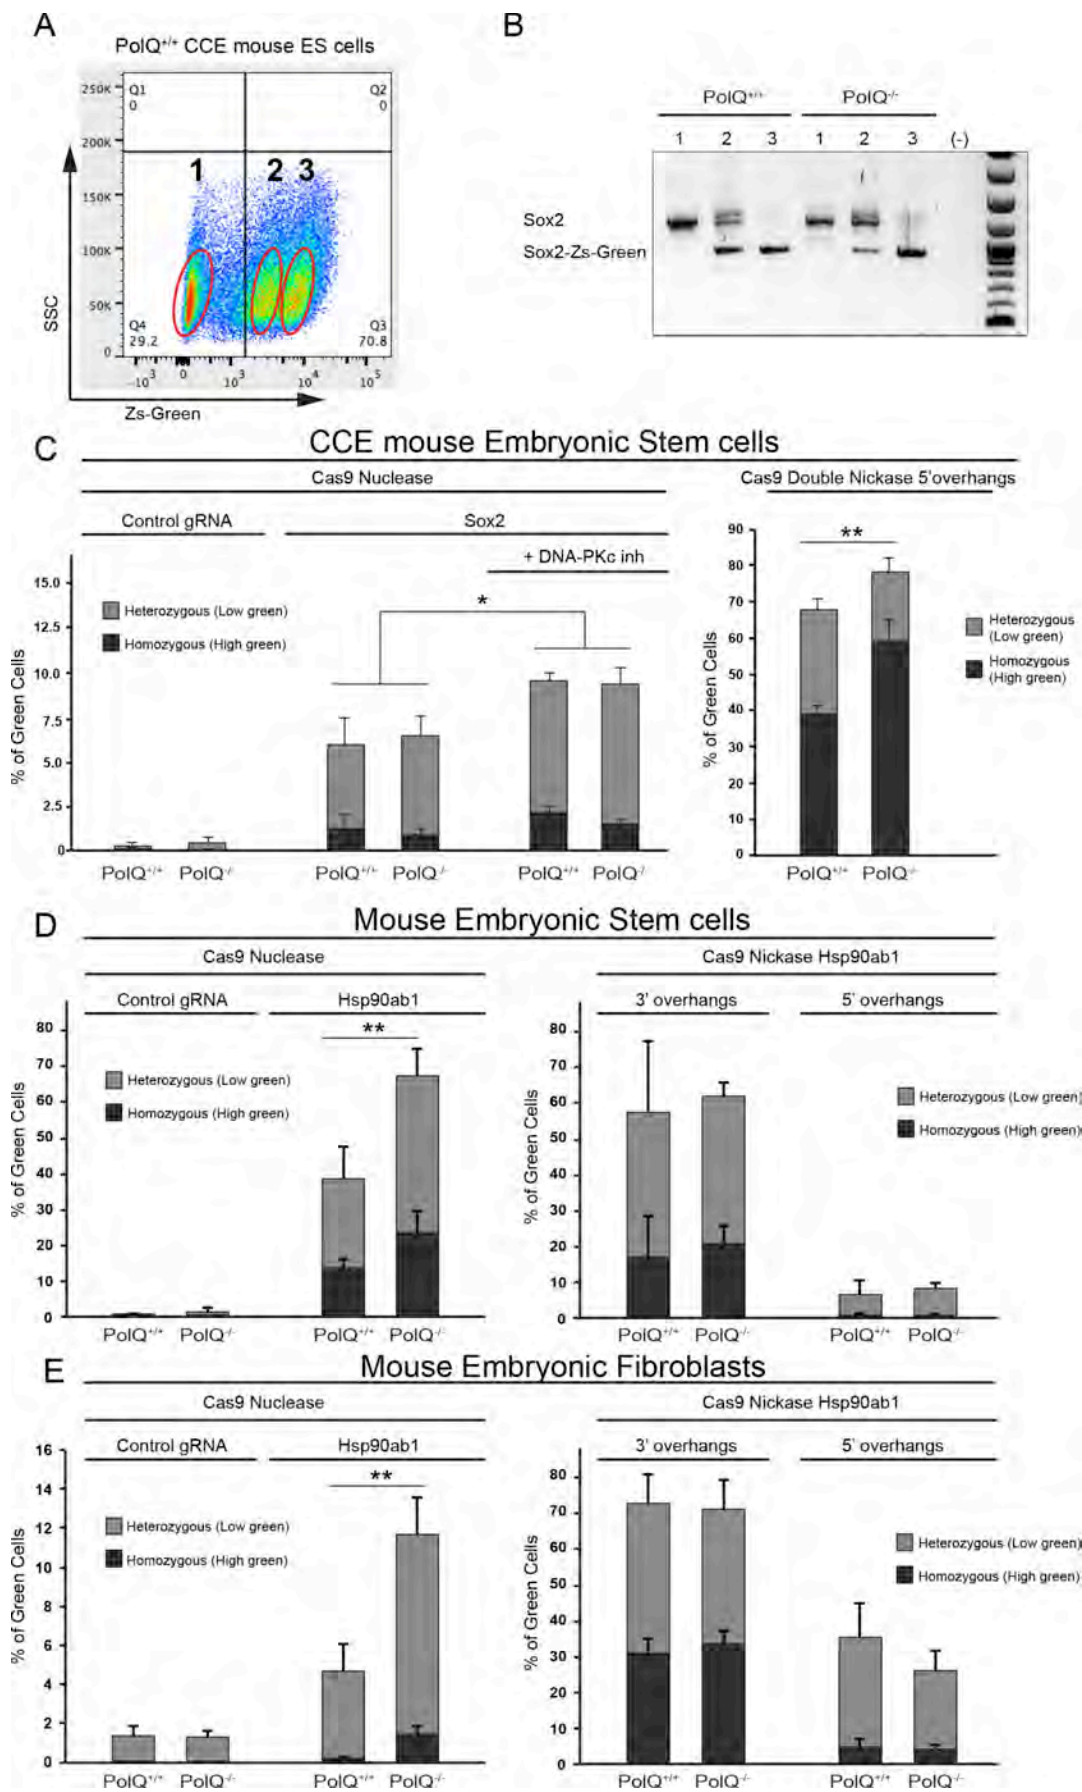 A
PolQ+/+ CCE mouse ES cells
250K
200K
150K
100K
50K
0
Q1
0
Q2
0
1 2 3
Q4
29.2
Q3
70.8
SSC
-10³ 0 10³ 10⁴ 10⁵
Zs-Green
B
PolQ+/+ PolQ-/-
1 2 3 1 2 3 (-)
Sox2
Sox2-Zs-Green
C
CCE mouse Embryonic Stem cells
Cas9 Nuclease
Control gRNA
Sox2
+ DNA-PKc inh
15.0
12.5
10.0
7.5
5.0
2.5
0
% of Green Cells
Heterozygous (Low green)
Homozygous (High green)
*
PolQ+/+ PolQ-/- PolQ+/+ PolQ-/- PolQ+/+ PolQ-/-
Cas9 Double Nickase 5'overhangs
90
80
70
60
50
40
30
20
10
0
% of Green Cells
**
Heterozygous
(Low green)
Homozygous
(High green)
PolQ+/+ PolQ-/-
D
Mouse Embryonic Stem cells
Cas9 Nuclease
Control gRNA
Hsp90ab1
80
70
60
50
40
30
20
10
0
% of Green Cells
Heterozygous (Low green)
Homozygous (High green)
**
PolQ+/+ PolQ-/- PolQ+/+ PolQ-/-
Cas9 Nickase Hsp90ab1
3' overhangs
5' overhangs
80
70
60
50
40
30
20
10
0
% of Green Cells
Heterozygous (Low green)
Homozygous (High green)
PolQ+/+ PolQ-/- PolQ+/+ PolQ-/-
E
Mouse Embryonic Fibroblasts
Cas9 Nuclease
Control gRNA
Hsp90ab1
16
14
12
10
8
6
4
2
0
% of Green Cells
Heterozygous (Low green)
Homozygous (High green)
**
PolQ+/+ PolQ-/- PolQ+/+ PolQ-/-
Cas9 Nickase Hsp90ab1
3' overhangs
5' overhangs
80
70
60
50
40
30
20
10
0
% of Green Cells
Heterozygous (Low green)
Homozygous (High green)
PolQ+/+ PolQ-/- PolQ+/+ PolQ-/-